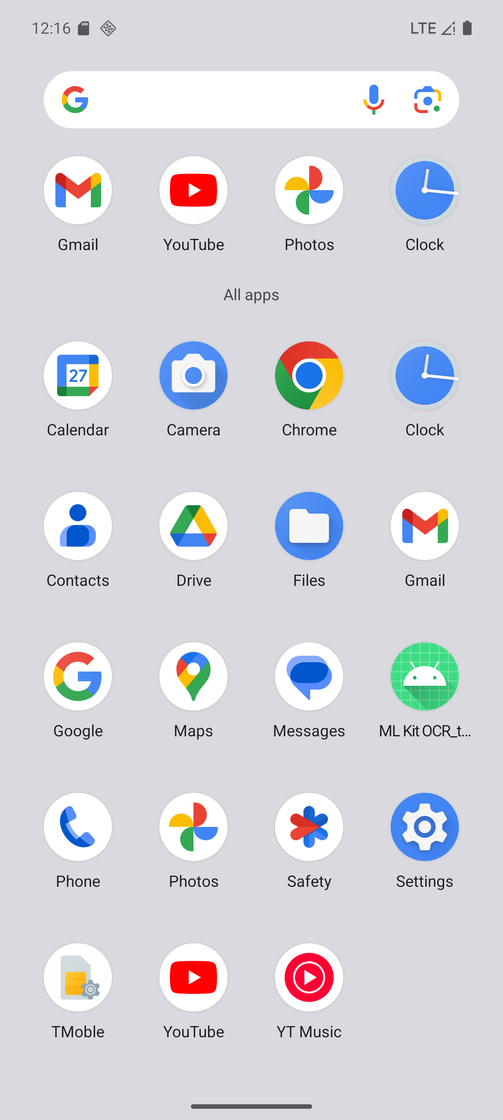 12:16 LTE
Gmail YouTube Photos Clock
All apps
27
Calendar Camera Chrome Clock
Contacts Drive Files Gmail
Google Maps Messages ML Kit OCR_t...
Phone Photos Safety Settings
TMoble YouTube YT Music